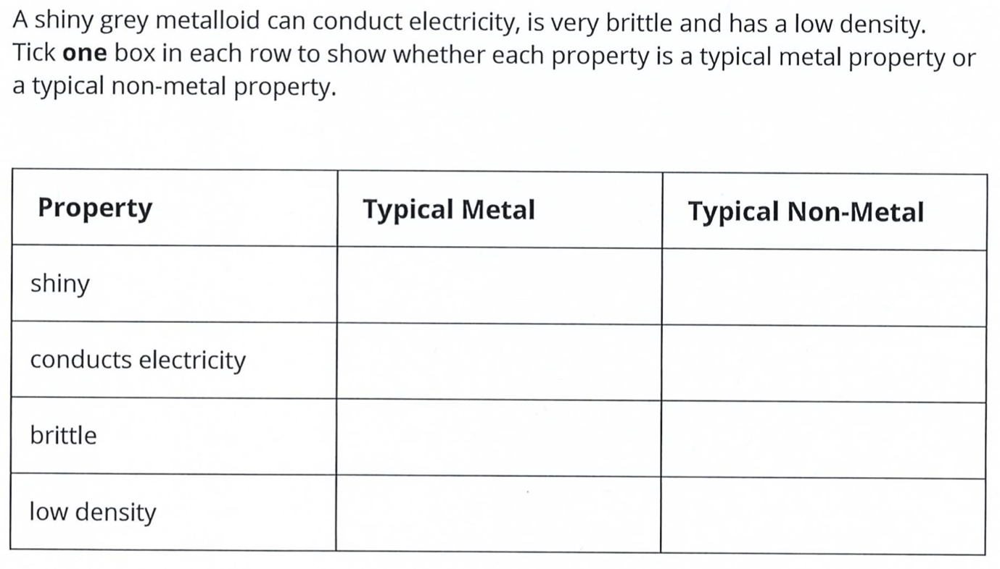 A shiny grey metalloid can conduct electricity, is very brittle and has a low density.
Tick one box in each row to show whether each property is a typical metal property or
a typical non-metal property.
Property Typical Metal Typical Non-Metal
shiny
conducts electricity
brittle
low density